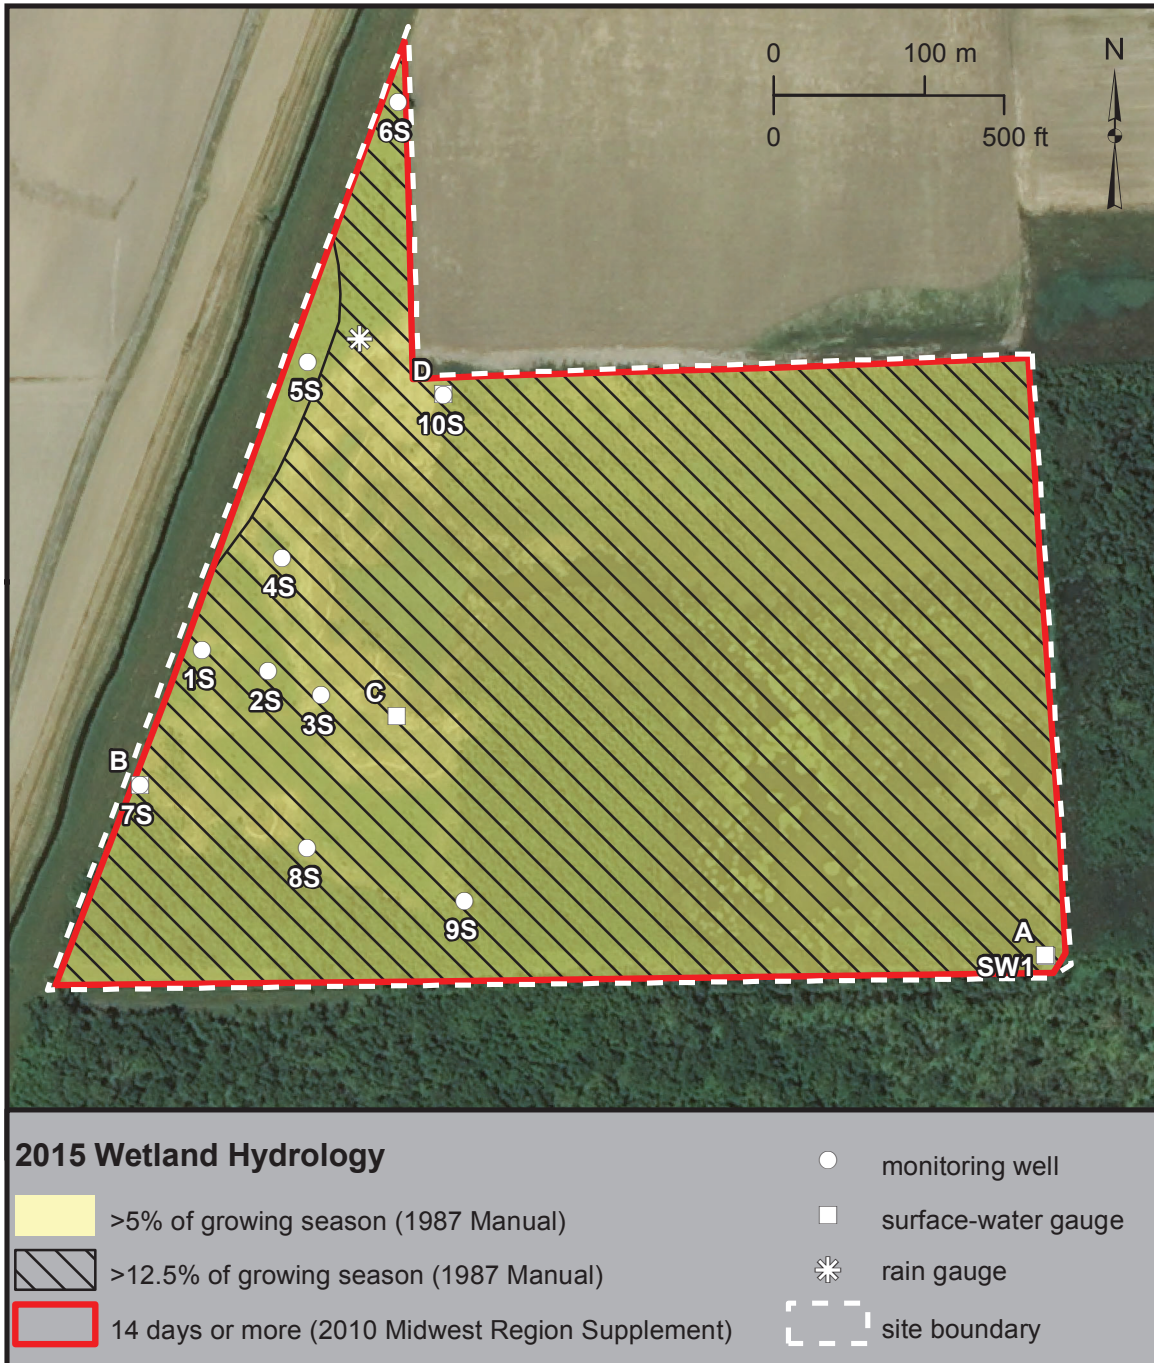 0 100 m N
0 500 ft
6S
5S
D
10S
4S
1S
2S
3S
C
B
7S
8S
9S
A
SW1
2015 Wetland Hydrology
>5% of growing season (1987 Manual)
>12.5% of growing season (1987 Manual)
14 days or more (2010 Midwest Region Supplement)
monitoring well
surface-water gauge
rain gauge
site boundary